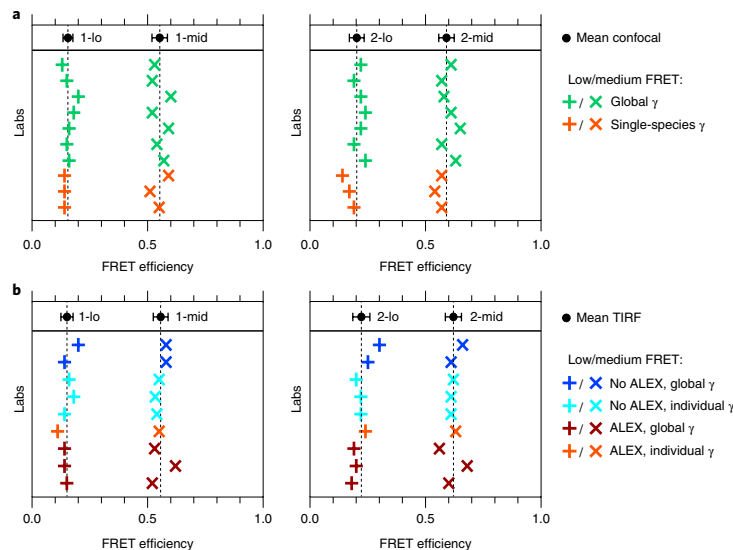 a
1-lo
1-mid
2-lo
2-mid
Mean confocal
Low/medium FRET:
/ Global γ
/ Single-species γ
Labs
0.0
0.5
1.0
0.0
0.5
1.0
FRET efficiency
FRET efficiency
b
1-lo
1-mid
2-lo
2-mid
Mean TIRF
Low/medium FRET:
/ No ALEX, global γ
/ No ALEX, individual γ
/ ALEX, global γ
/ ALEX, individual γ
Labs
0.0
0.5
1.0
0.0
0.5
1.0
FRET efficiency
FRET efficiency